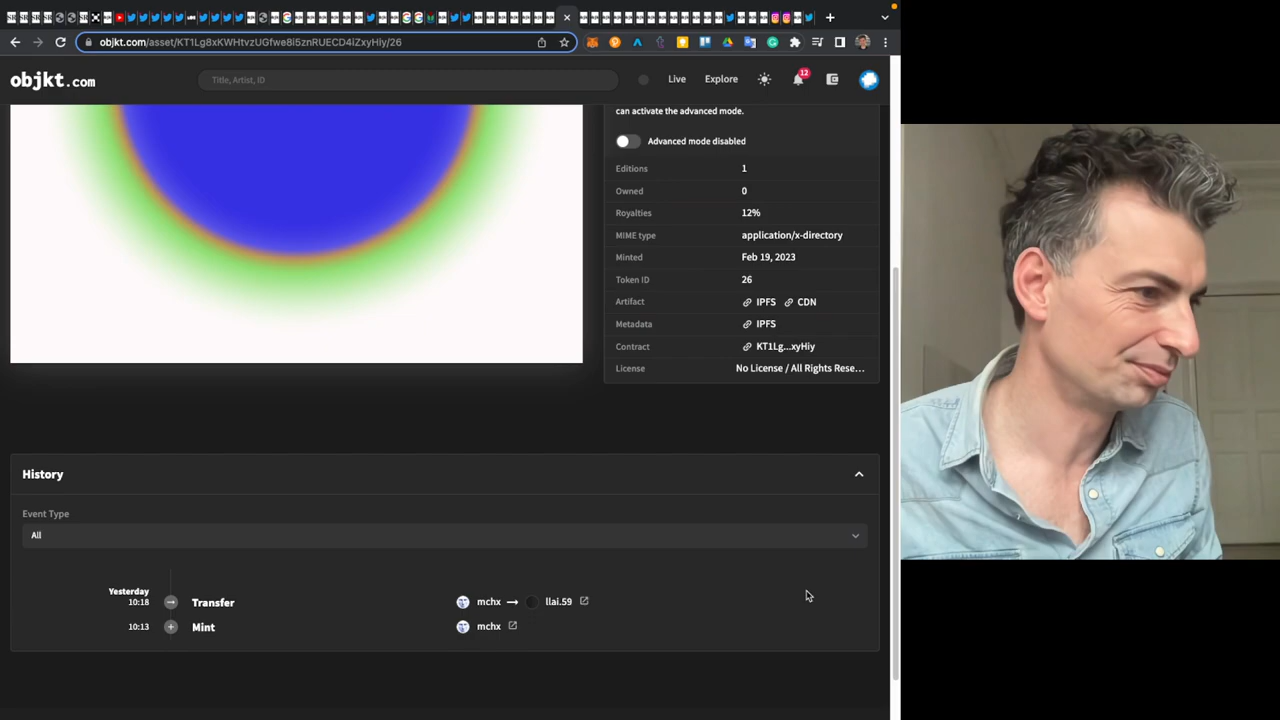 objkt.com/asset/KT1Lg8xKWHtvzUGfwe8i5znRUECD4iZxyHiy/26
objkt.com
Title, Artist, ID
Live
Explore
12
can activate the advanced mode.
Advanced mode disabled
Editions 1
Owned 0
Royalties 12%
MIME type application/x-directory
Minted Feb 19, 2023
Token ID 26
Artifact IPFS CDN
Metadata IPFS
Contract KT1Lg...xyHiy
License No License / All Rights Rese...
History
Event Type
All
Yesterday
10:18 Transfer mchx → llai.59
10:13 Mint mchx